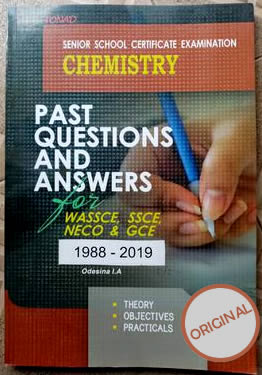 TONAD
SENIOR SCHOOL CERTIFICATE EXAMINATION
CHEMISTRY
PAST
QUESTIONS
AND
ANSWERS
for
WASSCE, SSCE,
NECO & GCE
1988 - 2019
Odesina I.A
• THEORY
• OBJECTIVES
• PRACTICALS
ORIGINAL